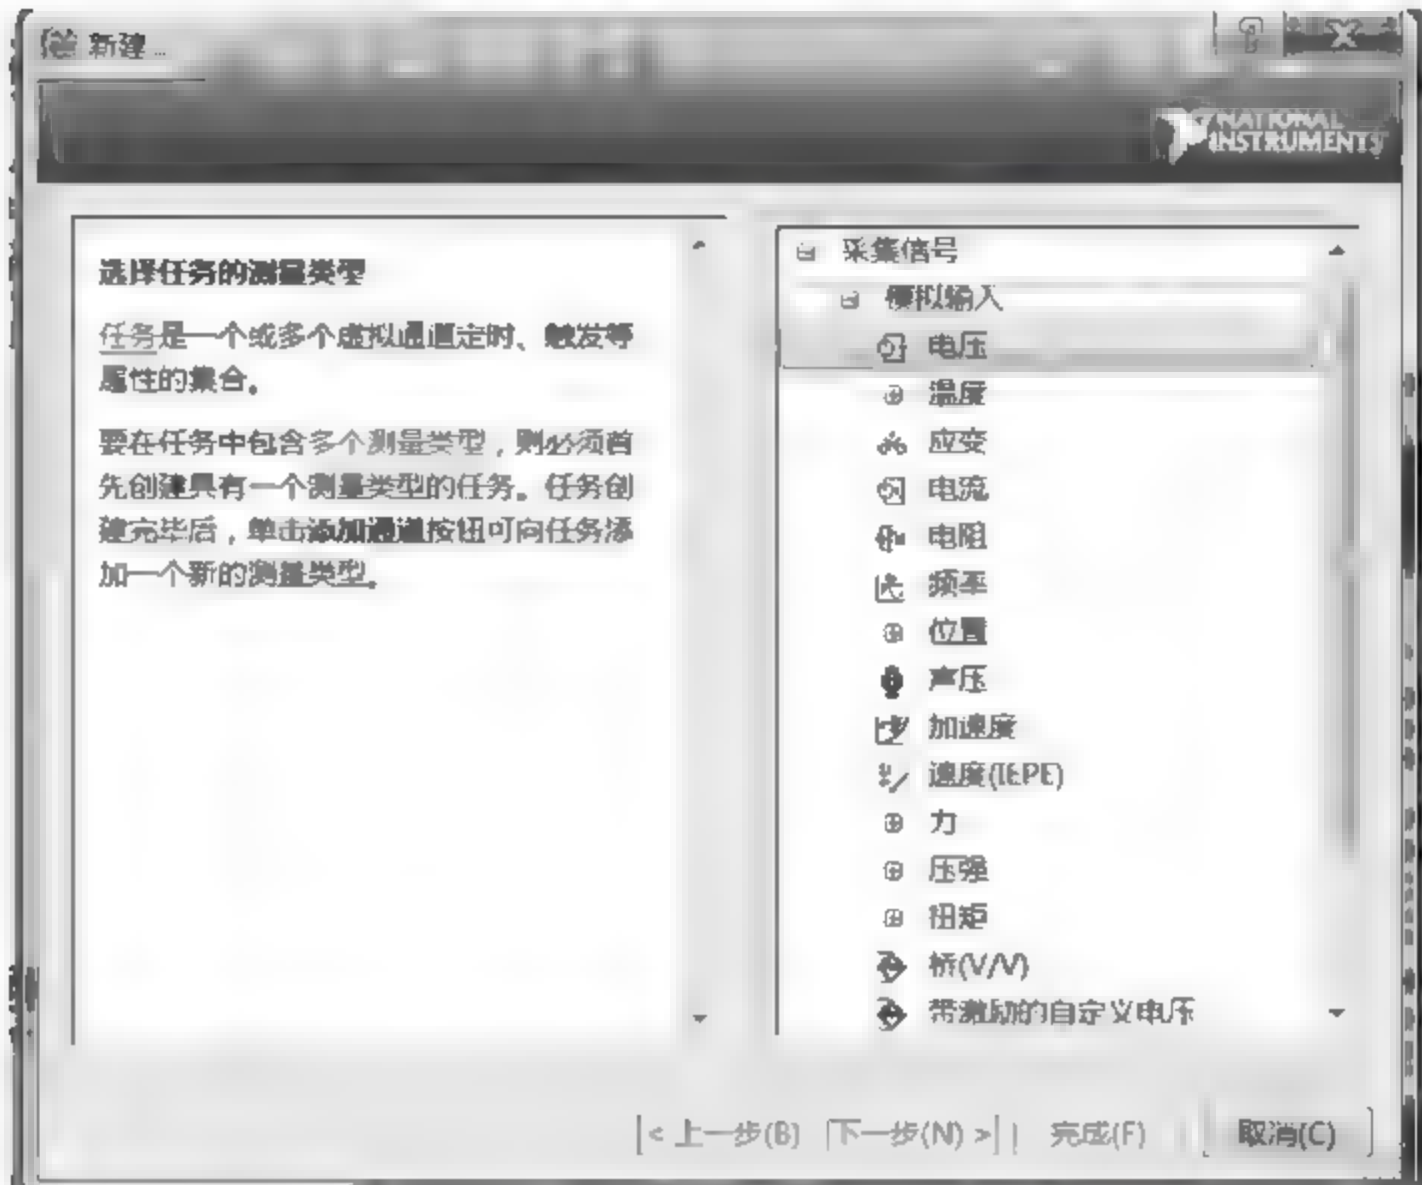 新建...
NATIONAL
INSTRUMENTS
选择任务的测量类型
任务是一个或多个虚拟通道定时、触发等
属性的集合。
要在任务中包含多个测量类型，则必须首
先创建具有一个测量类型的任务。任务创
建完毕后，单击添加通道按钮可向任务添
加一个新的测量类型。
采集信号
模拟输入
电压
温度
应变
电流
电阻
频率
位置
声压
加速度
速度(IEPE)
力
压强
扭矩
桥(V/V)
带激励的自定义电压
< 上一步(B) 下一步(N) > 完成(F) 取消(C)